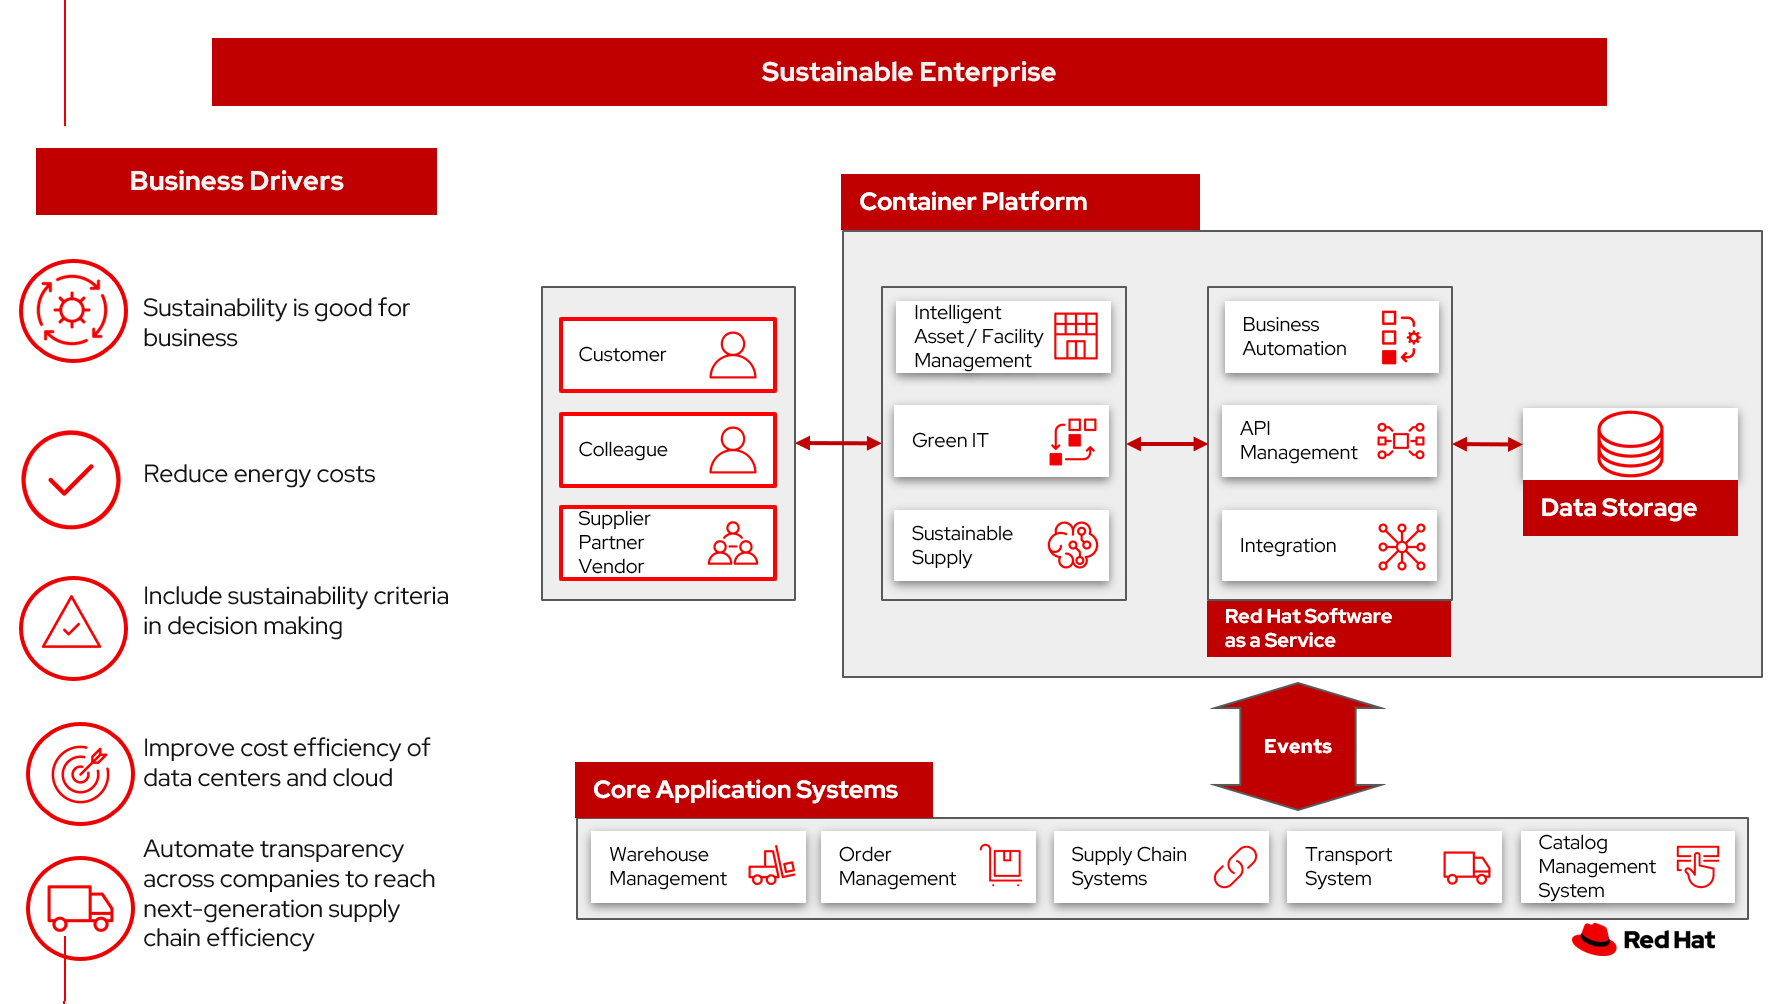 Sustainable Enterprise
Business Drivers
Sustainability is good for
business
Reduce energy costs
Include sustainability criteria
in decision making
Improve cost efficiency of
data centers and cloud
Automate transparency
across companies to reach
next-generation supply
chain efficiency
Container Platform
Customer
Colleague
Supplier
Partner
Vendor
Intelligent
Asset / Facility
Management
Green IT
Sustainable
Supply
Business
Automation
API
Management
Integration
Red Hat Software
as a Service
Data Storage
Events
Core Application Systems
Warehouse
Management
Order
Management
Supply Chain
Systems
Transport
System
Catalog
Management
System
Red Hat